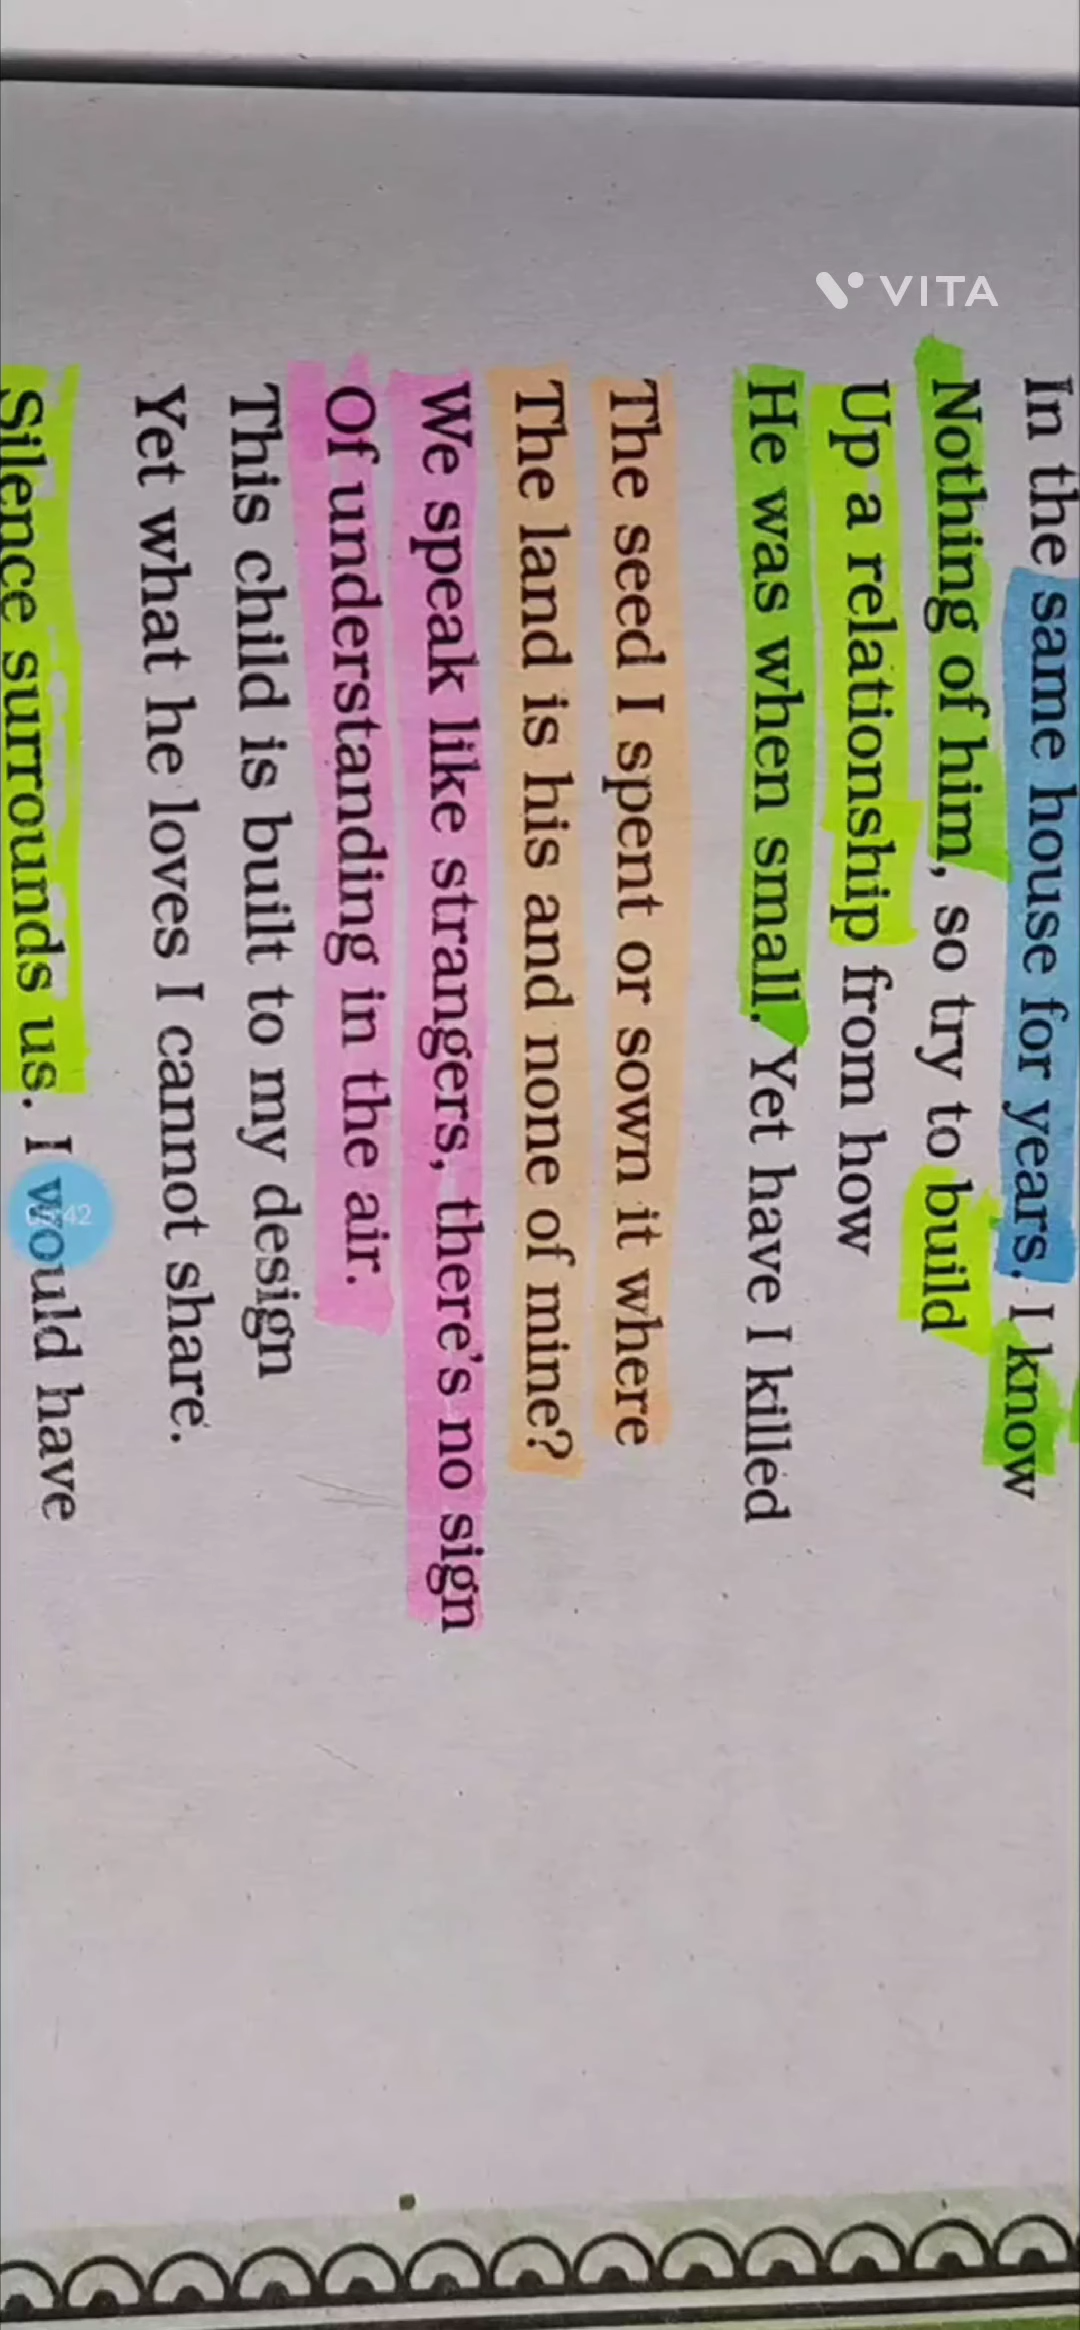 VITA
In the same house for years. I know
Nothing of him, so try to build
Up a relationship from how
He was when small. Yet have I killed
The seed I spent or sown it where
The land is his and none of mine?
We speak like strangers, there's no sign
Of understanding in the air.
This child is built to my design
Yet what he loves I cannot share.
Silence surrounds us. I would have